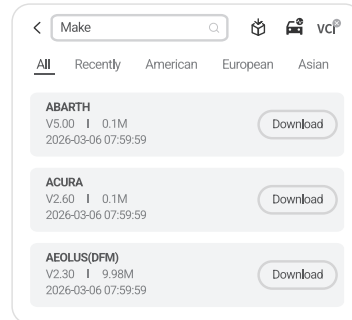 Make
VCI
All Recently American European Asian
ABARTH
V5.00 I 0.1M
2026-03-06 07:59:59
Download
ACURA
V2.60 I 0.1M
2026-03-06 07:59:59
Download
AEOLUS(DFM)
V2.30 I 9.98M
2026-03-06 07:59:59
Download